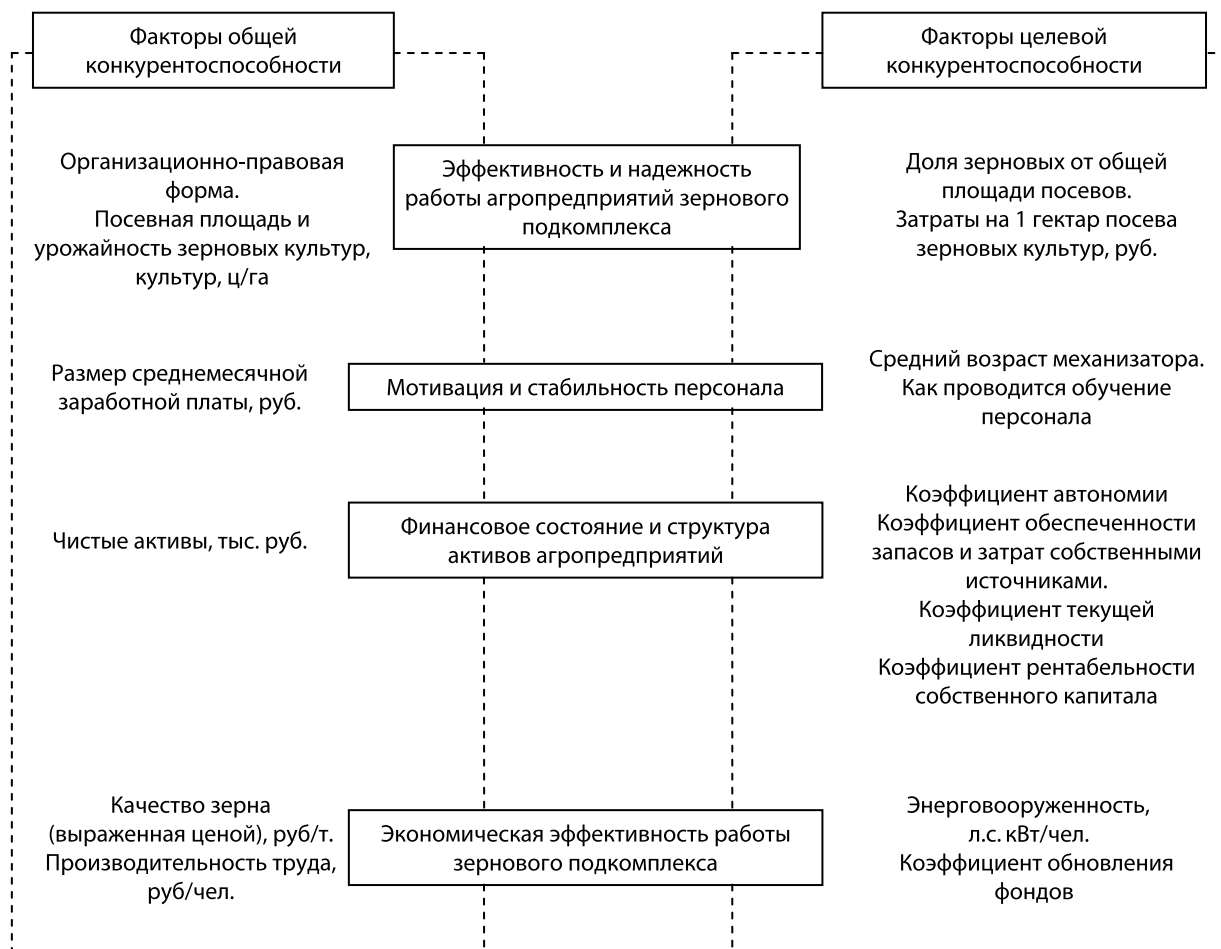 Факторы общей
конкурентоспособности
Факторы целевой
конкурентоспособности
Организационно-правовая
форма.
Посевная площадь и
урожайность зерновых культур,
культур, ц/га
Эффективность и надежность
работы агропредприятий зернового
подкомплекса
Доля зерновых от общей
площади посевов.
Затраты на 1 гектар посева
зерновых культур, руб.
Размер среднемесячной
заработной платы, руб.
Мотивация и стабильность персонала
Средний возраст механизатора.
Как проводится обучение
персонала
Чистые активы, тыс. руб.
Финансовое состояние и структура
активов агропредприятий
Коэффициент автономии
Коэффициент обеспеченности
запасов и затрат собственными
источниками.
Коэффициент текущей
ликвидности
Коэффициент рентабельности
собственного капитала
Качество зерна
(выраженная ценой), руб/т.
Производительность труда,
руб/чел.
Экономическая эффективность работы
зернового подкомплекса
Энерговооруженность,
л.с. кВт/чел.
Коэффициент обновления
фондов